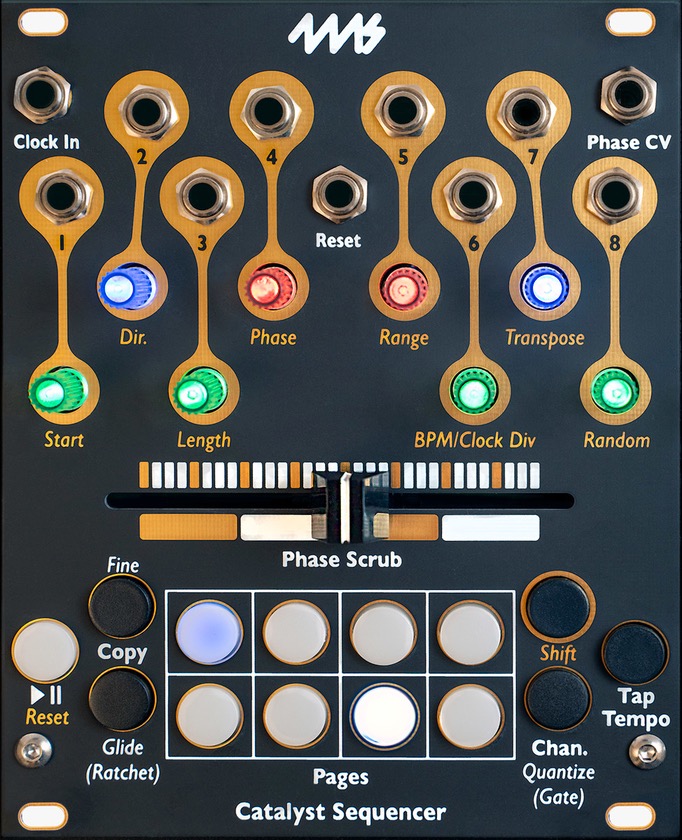 4ms
Clock In
2
4
5
7
Phase CV
1
3
Reset
6
8
Dir.
Phase
Range
Transpose
Start
Length
BPM/Clock Div
Random
Phase Scrub
Fine
Copy
Shift
Reset
Tap
Tempo
Glide
(Ratchet)
Chan.
Quantize
(Gate)
Pages
Catalyst Sequencer